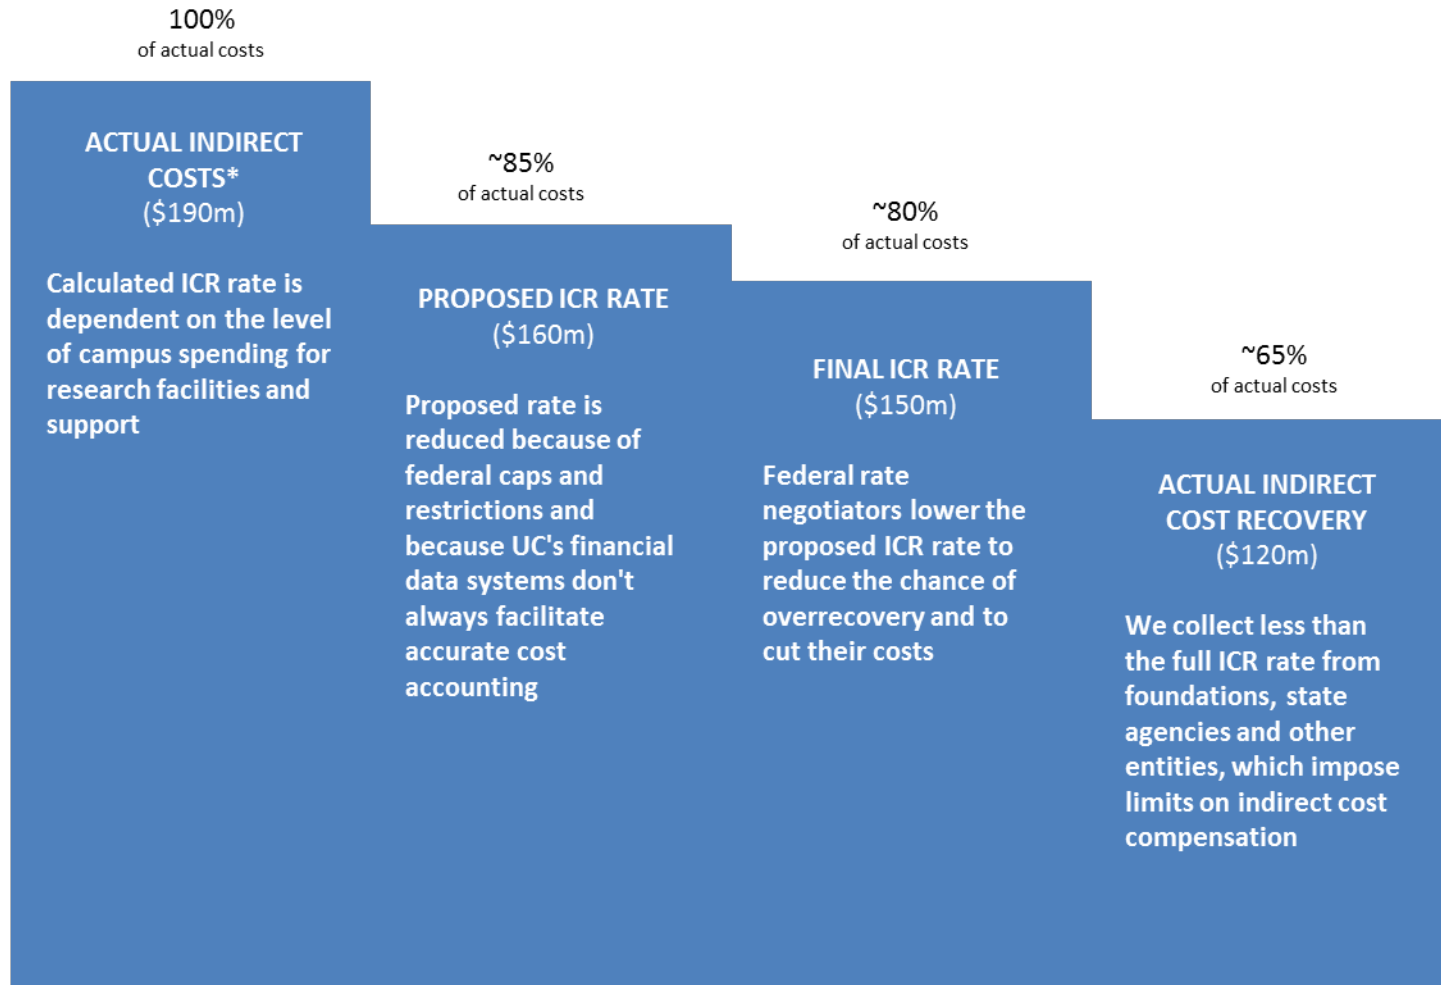 100%
of actual costs
ACTUAL INDIRECT
COSTS*
($190m)
Calculated ICR rate is
dependent on the level
of campus spending for
research facilities and
support
~85%
of actual costs
PROPOSED ICR RATE
($160m)
Proposed rate is
reduced because of
federal caps and
restrictions and
because UC's financial
data systems don't
always facilitate
accurate cost
accounting
~80%
of actual costs
FINAL ICR RATE
($150m)
Federal rate
negotiators lower the
proposed ICR rate to
reduce the chance of
overrecovery and to
cut their costs
~65%
of actual costs
ACTUAL INDIRECT
COST RECOVERY
($120m)
We collect less than
the full ICR rate from
foundations, state
agencies and other
entities, which impose
limits on indirect cost
compensation